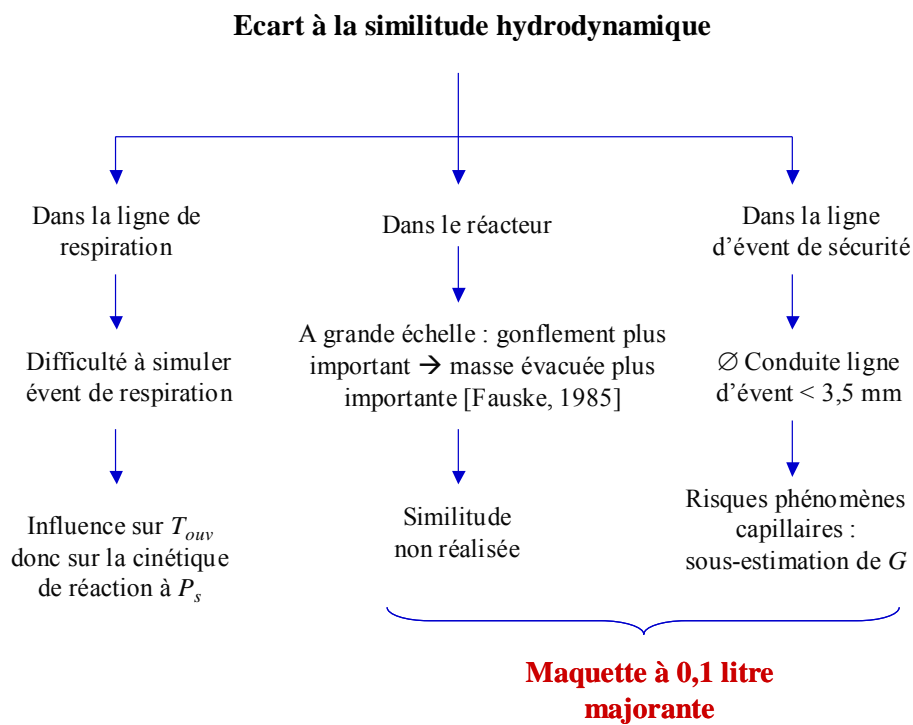 Ecart à la similitude hydrodynamique
Dans la ligne de
respiration
Difficulté à simuler
évent de respiration
Influence sur T_ouv
donc sur la cinétique
de réaction à P_s
Dans le réacteur
A grande échelle : gonflement plus
important → masse évacuée plus
importante [Fauske, 1985]
Similitude
non réalisée
Dans la ligne
d'évent de sécurité
∅ Conduite ligne
d'évent < 3,5 mm
Risques phénomènes
capillaires :
sous-estimation de G
Maquette à 0,1 litre
majorante